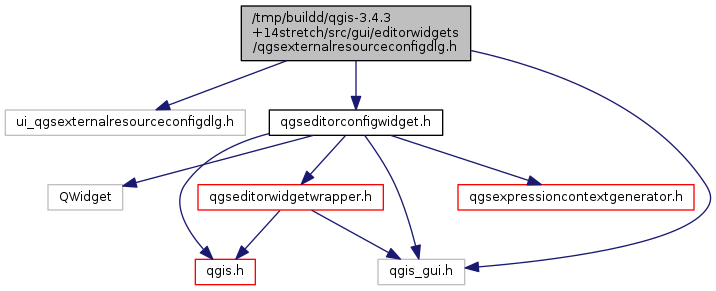 /tmp/buildd/qgis-3.4.3
+14stretch/src/gui/editorwidgets
/qgsexternalresourceconfigdlg.h
ui_qgsexternalresourceconfigdlg.h
qgseditorconfigwidget.h
QWidget
qgseditorwidgetwrapper.h
qgsexpressioncontextgenerator.h
qgis.h
qgis_gui.h